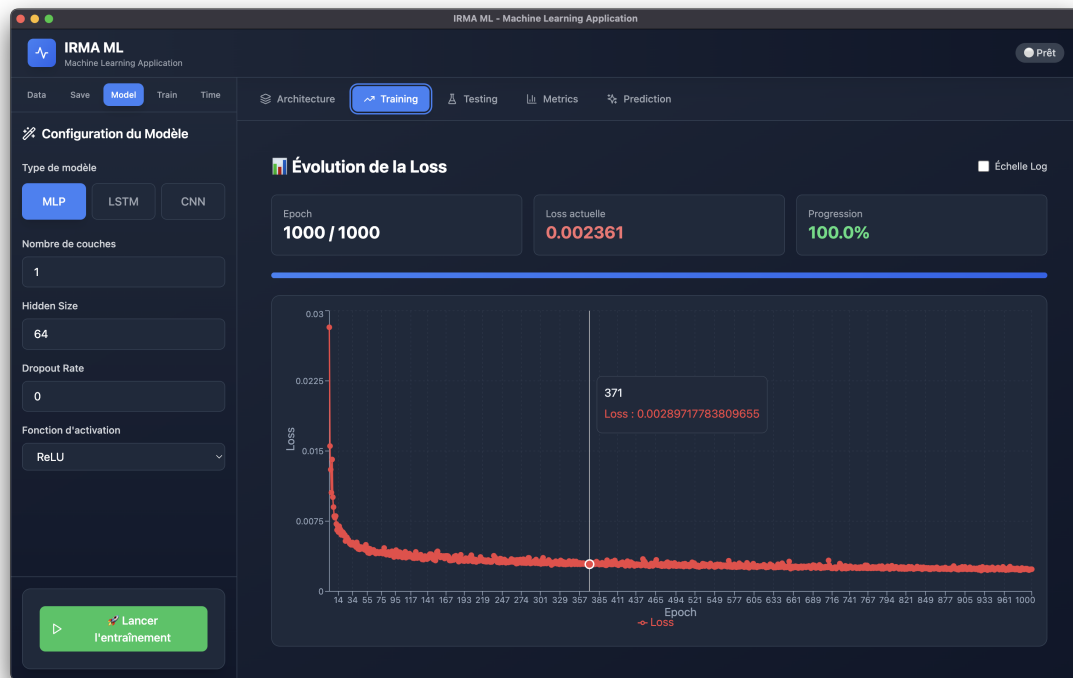 IRMA ML - Machine Learning Application
IRMA ML
Machine Learning Application
Prêt
Data Save Model Train Time
Architecture Training Testing Metrics Prediction
Configuration du Modèle
Type de modèle
MLP LSTM CNN
Nombre de couches
1
Hidden Size
64
Dropout Rate
0
Fonction d'activation
ReLU
Lancer
l'entraînement
Évolution de la Loss
Échelle Log
Epoch
1000 / 1000
Loss actuelle
0.002361
Progression
100.0%
0.03
0.0225
0.015
0.0075
0
Loss
371
Loss : 0.00289717783809655
14 34 55 75 95 117 141 167 193 219 247 274 301 329 357 385 411 437 465 494 521 549 577 605 633 661 689 716 741 767 794 821 849 877 905 933 961 1000
Epoch
Loss